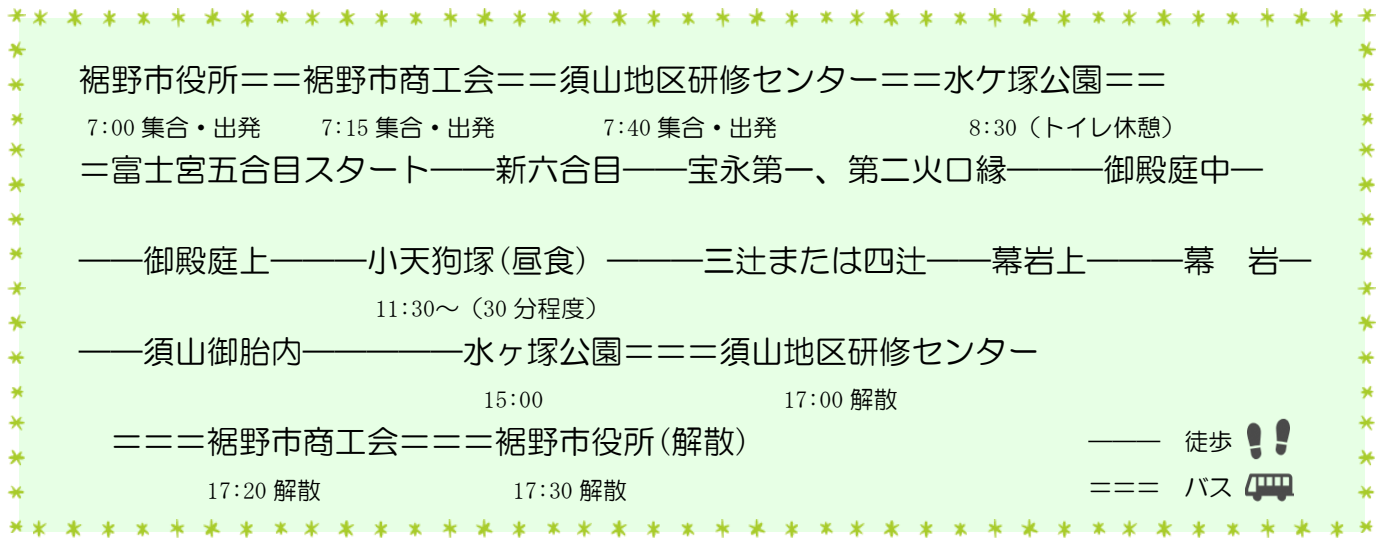 裾野市役所＝＝裾野市商工会＝＝須山地区研修センター＝＝水ケ塚公園＝＝
7:00 集合・出発　7:15 集合・出発　7:40 集合・出発　8:30（トイレ休憩）
＝富士宮五合目スタート――新六合目――宝永第一、第二火口縁―――御殿庭中―
――御殿庭上―――小天狗塚(昼食) ―――三辻または四辻――幕岩上―――幕　岩―
11:30～（30 分程度）
――須山御胎内―――――水ヶ塚公園＝＝＝須山地区研修センター
15:00　17:00 解散
＝＝＝裾野市商工会＝＝＝裾野市役所(解散)　―――　徒歩
17:20 解散　17:30 解散　＝＝＝　バス